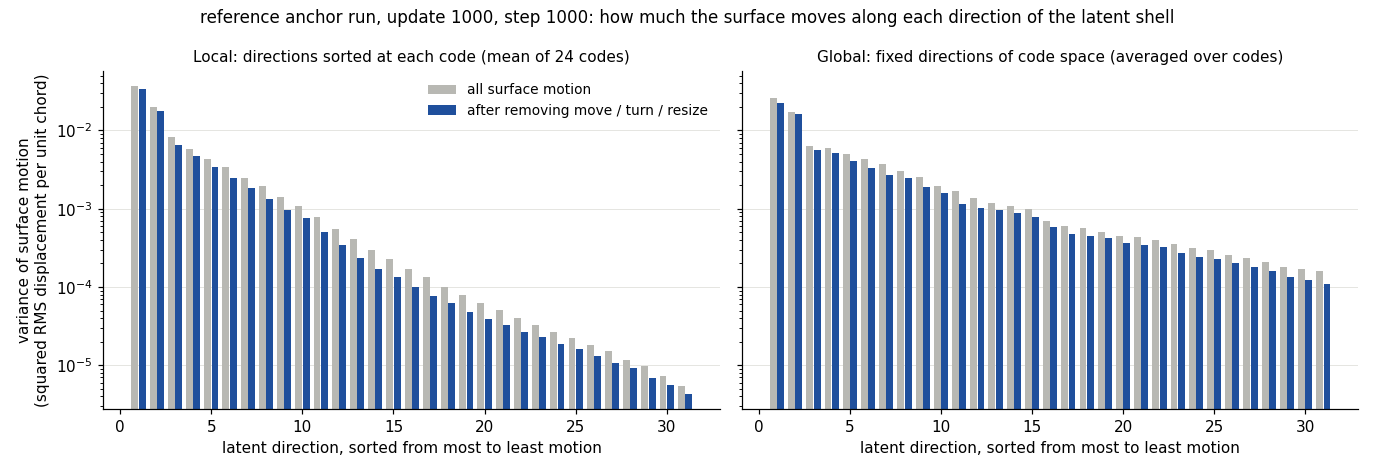 reference anchor run, update 1000, step 1000: how much the surface moves along each direction of the latent shell
Local: directions sorted at each code (mean of 24 codes)
all surface motion
after removing move / turn / resize
variance of surface motion
(squared RMS displacement per unit chord)
10⁻²
10⁻³
10⁻⁴
10⁻⁵
0 5 10 15 20 25 30
latent direction, sorted from most to least motion
Global: fixed directions of code space (averaged over codes)
0 5 10 15 20 25 30
latent direction, sorted from most to least motion